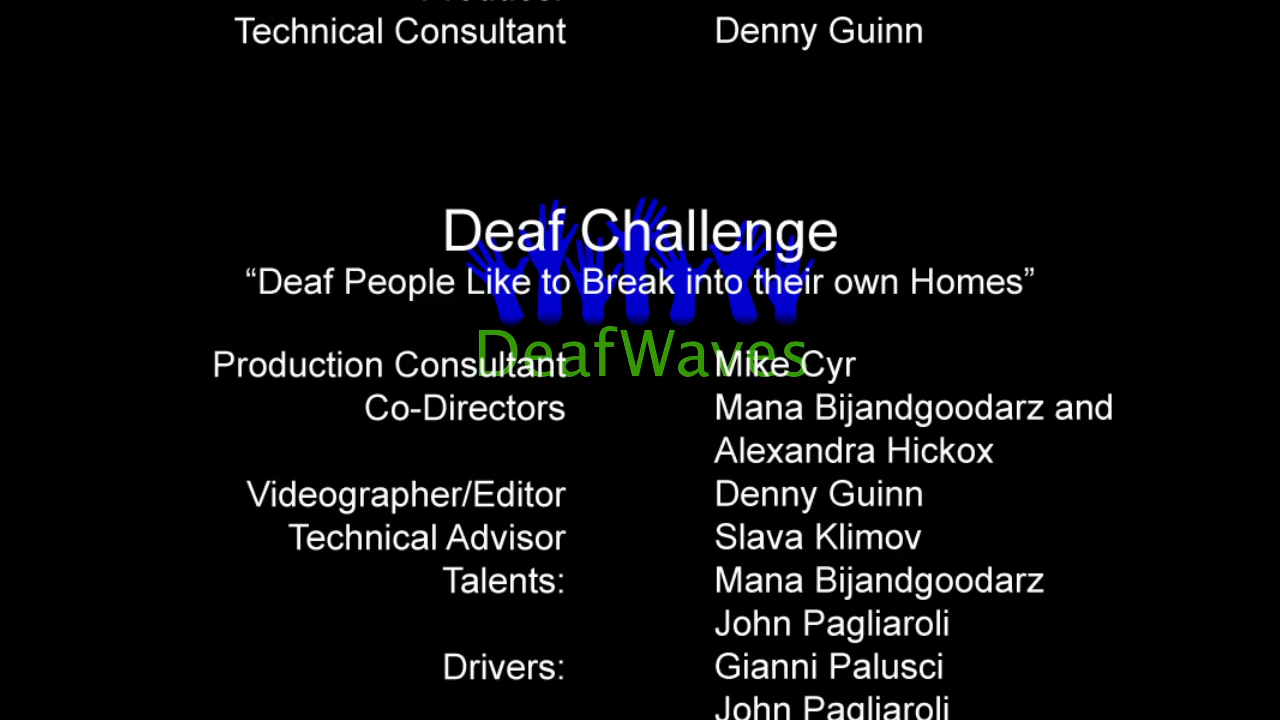 Technical Consultant Denny Guinn
Deaf Challenge
“Deaf People Like to Break into their own Homes”
DeafWaves
Production Consultant Mike Cyr
Co-Directors Mana Bijandgoodarz and
Alexandra Hickox
Videographer/Editor Denny Guinn
Technical Advisor Slava Klimov
Talents: Mana Bijandgoodarz
John Pagliaroli
Drivers: Gianni Palusci
John Pagliaroli